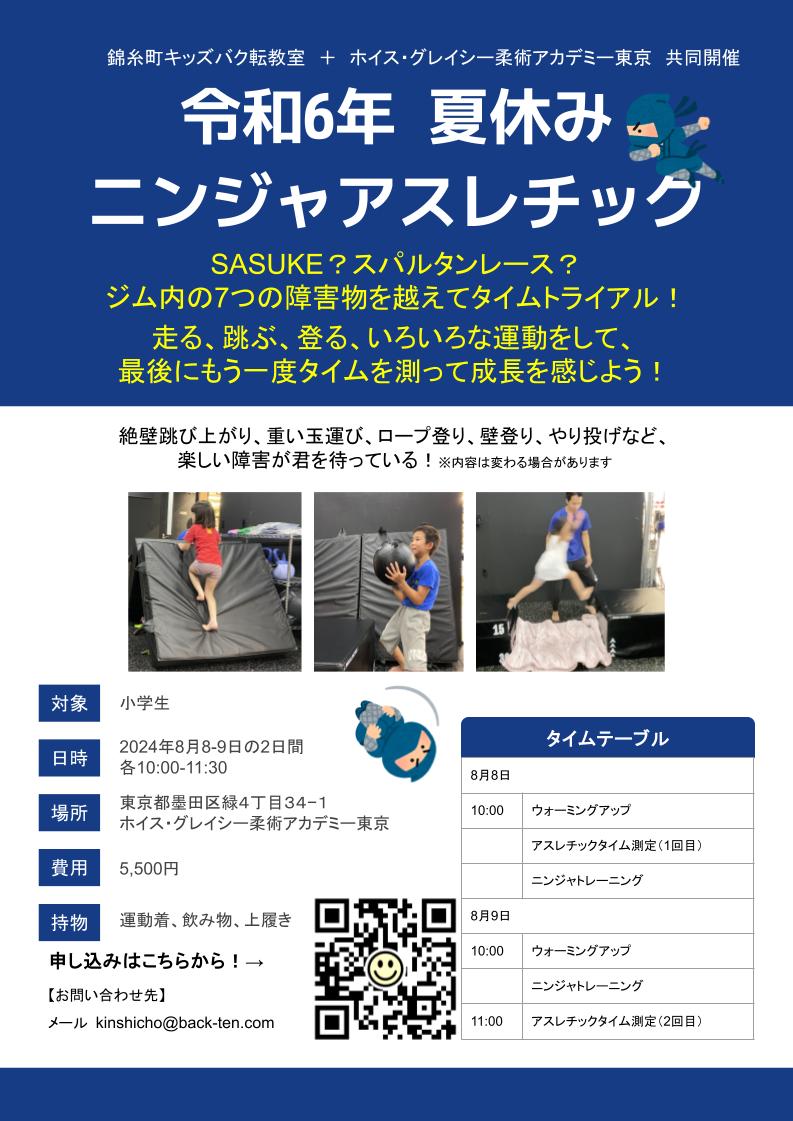 錦糸町キッズバク転教室　＋　ホイス・グレイシー柔術アカデミー東京　共同開催
令和6年 夏休み
ニンジャアスレチック
SASUKE？スパルタンレース？
ジム内の7つの障害物を越えてタイムトライアル！
走る、跳ぶ、登る、いろいろな運動をして、
最後にもう一度タイムを測って成長を感じよう！
絶壁跳び上がり、重い玉運び、ロープ登り、壁登り、やり投げなど、
楽しい障害が君を待っている！※内容は変わる場合があります
15
対象 小学生
日時 2024年8月8-9日の2日間
各10:00-11:30
場所 東京都墨田区緑４丁目３４−１
ホイス・グレイシー柔術アカデミー東京
費用 5,500円
持物 運動着、飲み物、上履き
申し込みはこちらから！→
【お問い合わせ先】
メール kinshicho@back-ten.com
タイムテーブル
8月8日
10:00 ウォーミングアップ
アスレチックタイム測定（1回目）
ニンジャトレーニング
8月9日
10:00 ウォーミングアップ
ニンジャトレーニング
11:00 アスレチックタイム測定（2回目）